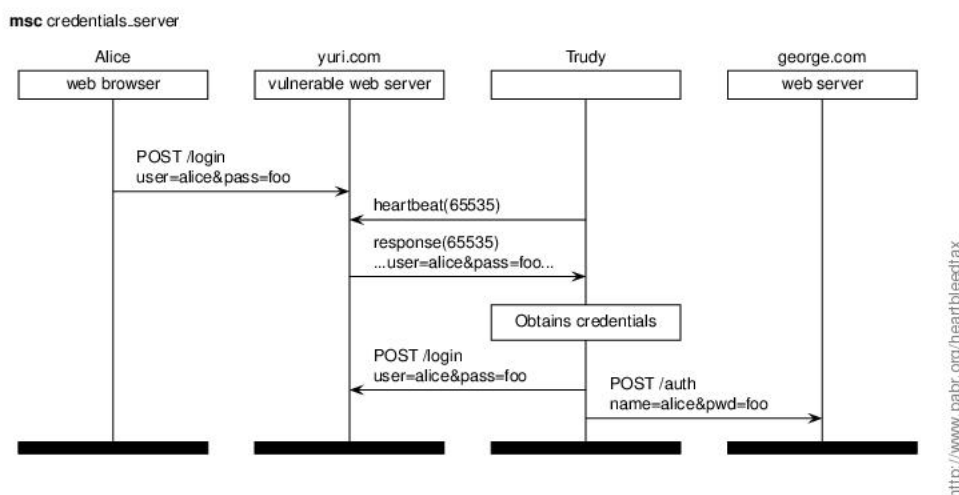 msc credentials_server
Alice
yuri.com
Trudy
george.com
web browser
vulnerable web server
web server
POST /login
user=alice&pass=foo
heartbeat(65535)
response(65535)
...user=alice&pass=foo...
Obtains credentials
POST /login
user=alice&pass=foo
POST /auth
name=alice&pwd=foo
http://www.pabr.org/heartbleedtax